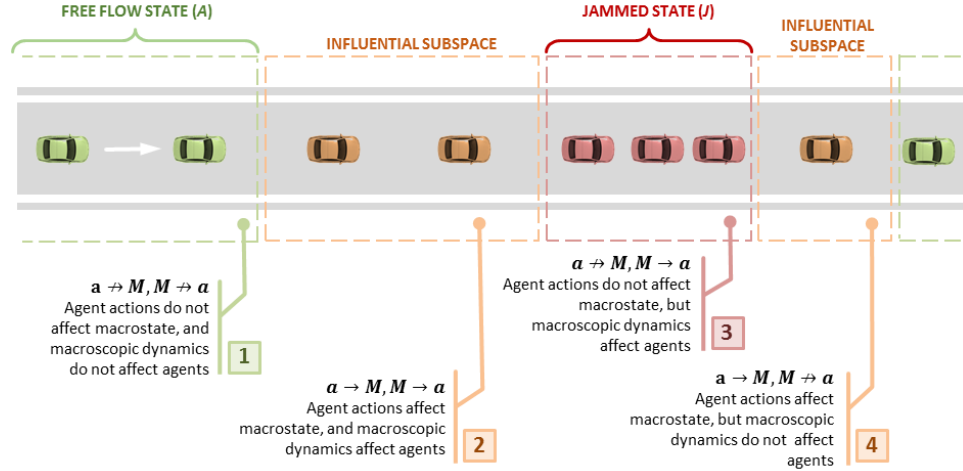 FREE FLOW STATE (A)
INFLUENTIAL SUBSPACE
JAMMED STATE (J)
INFLUENTIAL
SUBSPACE
a ↛ M, M ↛ a
Agent actions do not
affect macrostate, and
macroscopic dynamics
do not affect agents
1
a → M, M → a
Agent actions affect
macrostate, and macroscopic
dynamics affect agents
2
a ↛ M, M → a
Agent actions do not affect
macrostate, but
macroscopic dynamics
affect agents
3
a → M, M ↛ a
Agent actions affect
macrostate, but macroscopic
dynamics do not affect
agents
4